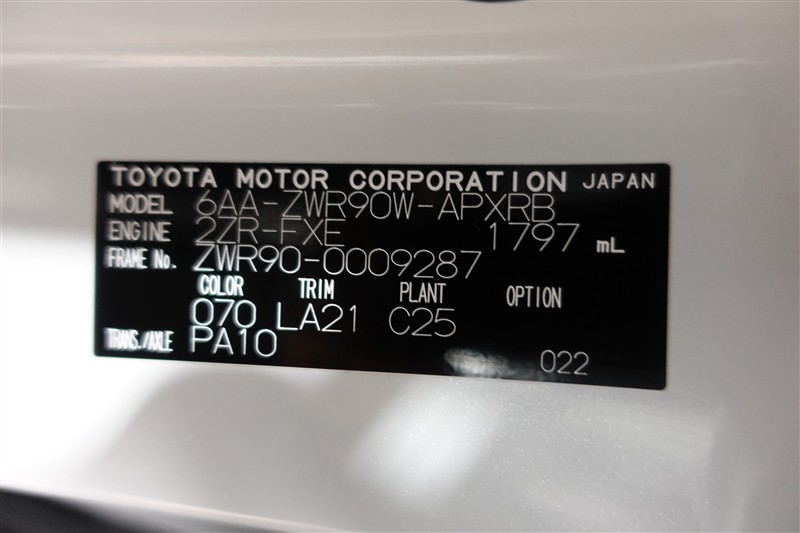 TOYOTA MOTOR CORPORATION JAPAN
MODEL 6AA-ZWR90W-APXRB
ENGINE 2ZR-FXE 1797 mL
FRAME No. ZWR90-0009287
COLOR TRIM PLANT OPTION
070 LA21 C25
TRANS./AXLE PA10
022